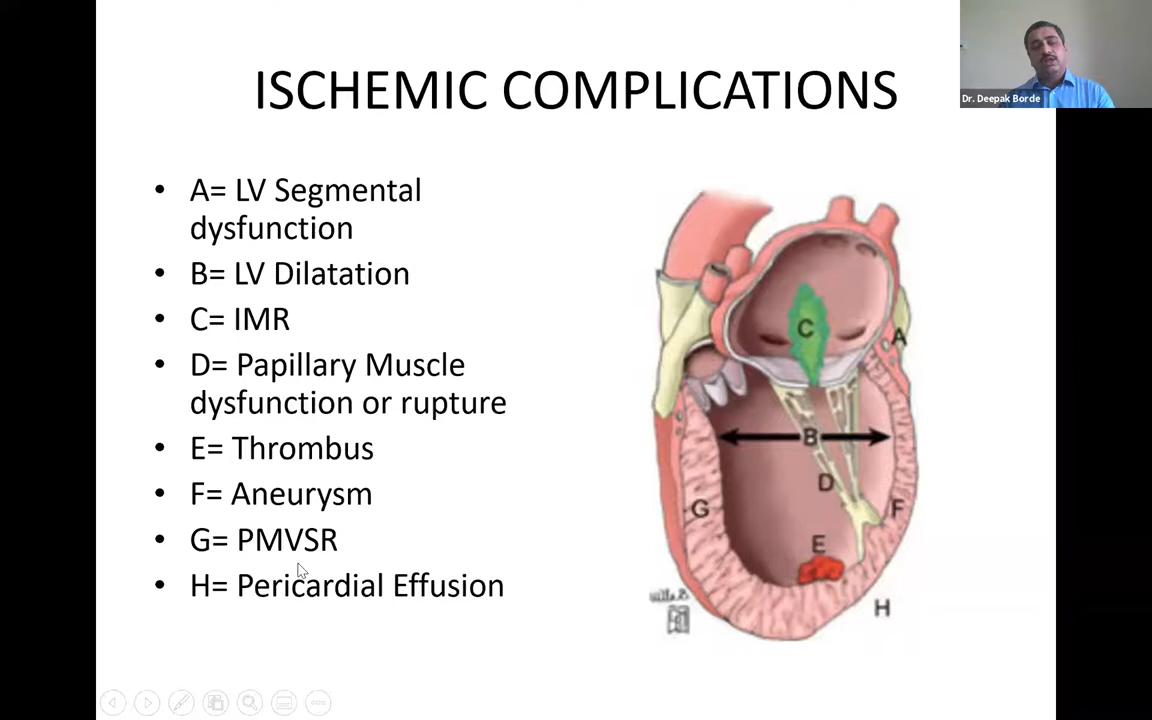 Dr. Deepak Borde
ISCHEMIC COMPLICATIONS
• A= LV Segmental
dysfunction
• B= LV Dilatation
• C= IMR
• D= Papillary Muscle
dysfunction or rupture
• E= Thrombus
• F= Aneurysm
• G= PMVSR
• H= Pericardial Effusion
C
A
B
D
G
F
E
H